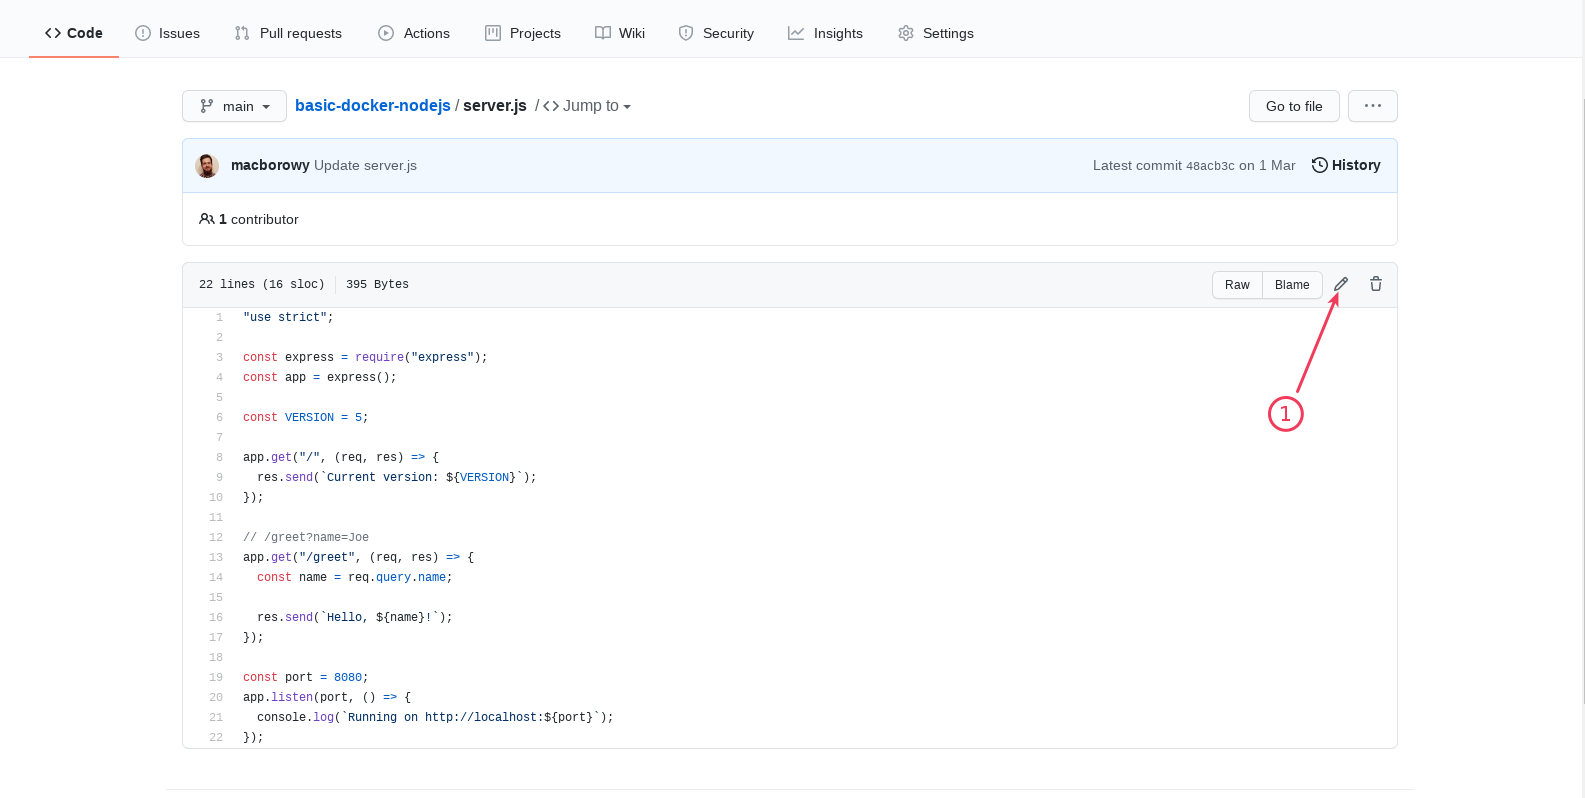 Code Issues Pull requests Actions Projects Wiki Security Insights Settings
main basic-docker-nodejs / server.js / Jump to Go to file ...
macborowy Update server.js Latest commit 48acb3c on 1 Mar History
1 contributor
22 lines (16 sloc) 395 Bytes Raw Blame
1 "use strict";
2
3 const express = require("express");
4 const app = express();
5
6 const VERSION = 5;
7
8 app.get("/", (req, res) => {
9   res.send(`Current version: ${VERSION}`);
10 });
11
12 // /greet?name=Joe
13 app.get("/greet", (req, res) => {
14   const name = req.query.name;
15
16   res.send(`Hello, ${name}!`);
17 });
18
19 const port = 8080;
20 app.listen(port, () => {
21   console.log(`Running on http://localhost:${port}`);
22 });
1